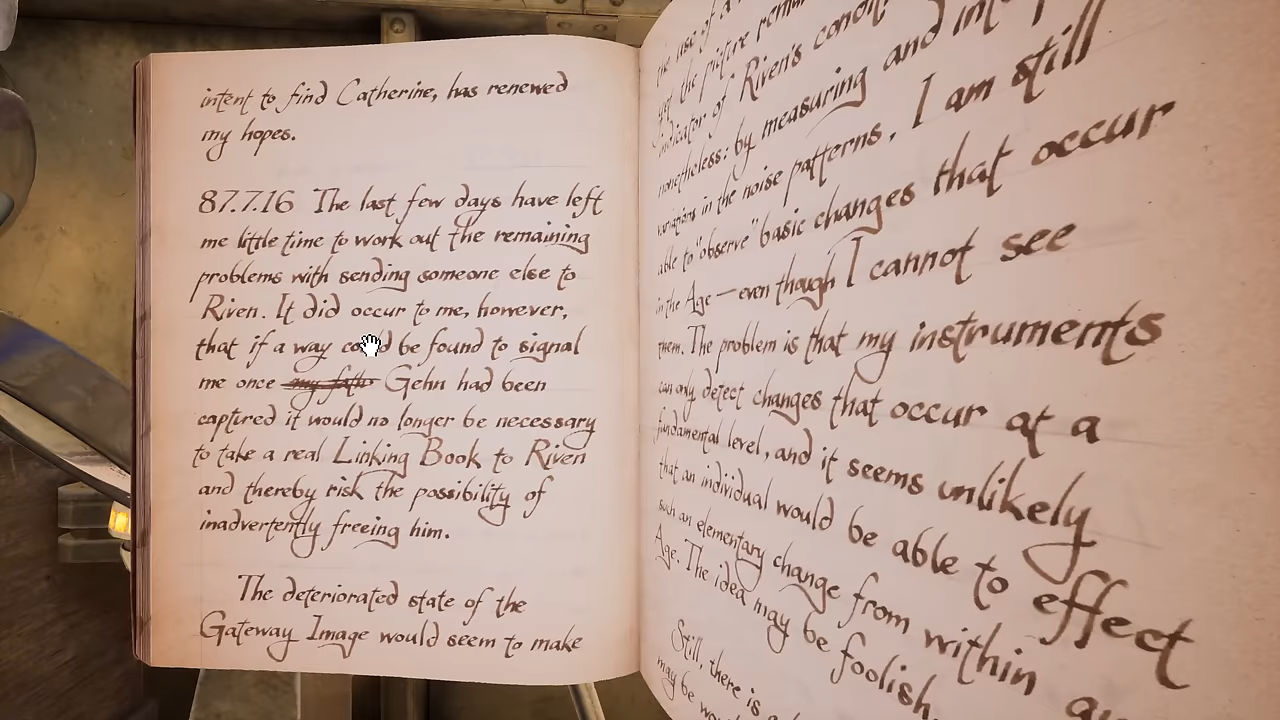 intent to find Catherine, has renewed
my hopes.
87.7.16 The last few days have left
me little time to work out the remaining
problems with sending someone else to
Riven. It did occur to me, however,
that if a way could be found to signal
me once my fath Gehn had been
captured it would no longer be necessary
to take a real Linking Book to Riven
and thereby risk the possibility of
inadvertently freeing him.
The deteriorated state of the
Gateway Image would seem to make
the use of a
yet the picture remai
indicator of Riven's condit
nonetheless: by measuring and int
variations in the noise patterns, I am still
able to "observe" basic changes that occur
in the Age — even though I cannot see
them. The problem is that my instruments
can only detect changes that occur at a
fundamental level, and it seems unlikely
that an individual would be able to effect
such an elementary change from within an
Age. The idea may be foolish.
Still, there is a
may be wou